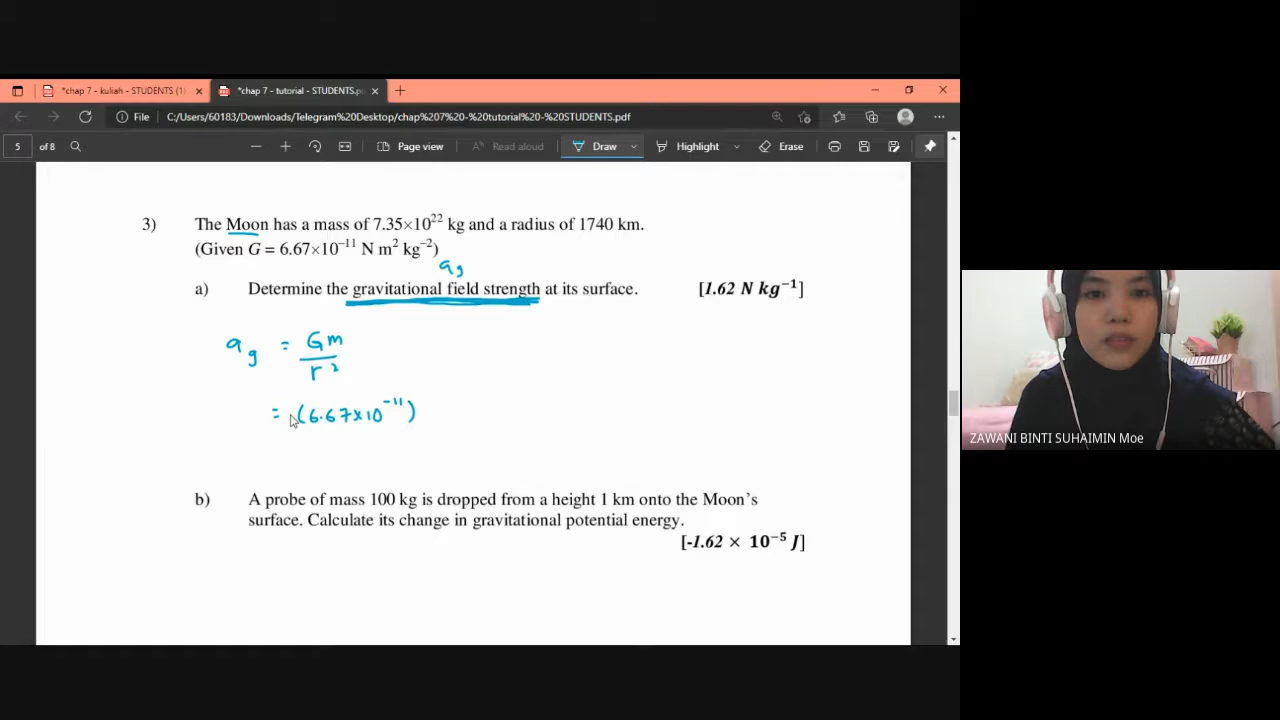 *chap 7 - kuliah - STUDENTS (1)
*chap 7 - tutorial - STUDENTS.p
File
C:/Users/60183/Downloads/Telegram%20Desktop/chap%207%20-%20tutorial%20-%20STUDENTS.pdf
5 of 8
Page view
Read aloud
Draw
Highlight
Erase
3) The Moon has a mass of 7.35×10²² kg and a radius of 1740 km.
(Given G = 6.67×10⁻¹¹ N m² kg⁻²)
a_g
a) Determine the gravitational field strength at its surface. [1.62 N kg⁻¹]
a_g = Gm / r²
= (6.67×10⁻¹¹)
b) A probe of mass 100 kg is dropped from a height 1 km onto the Moon's
surface. Calculate its change in gravitational potential energy.
[-1.62 × 10⁻⁵ J]
ZAWANI BINTI SUHAIMIN Moe